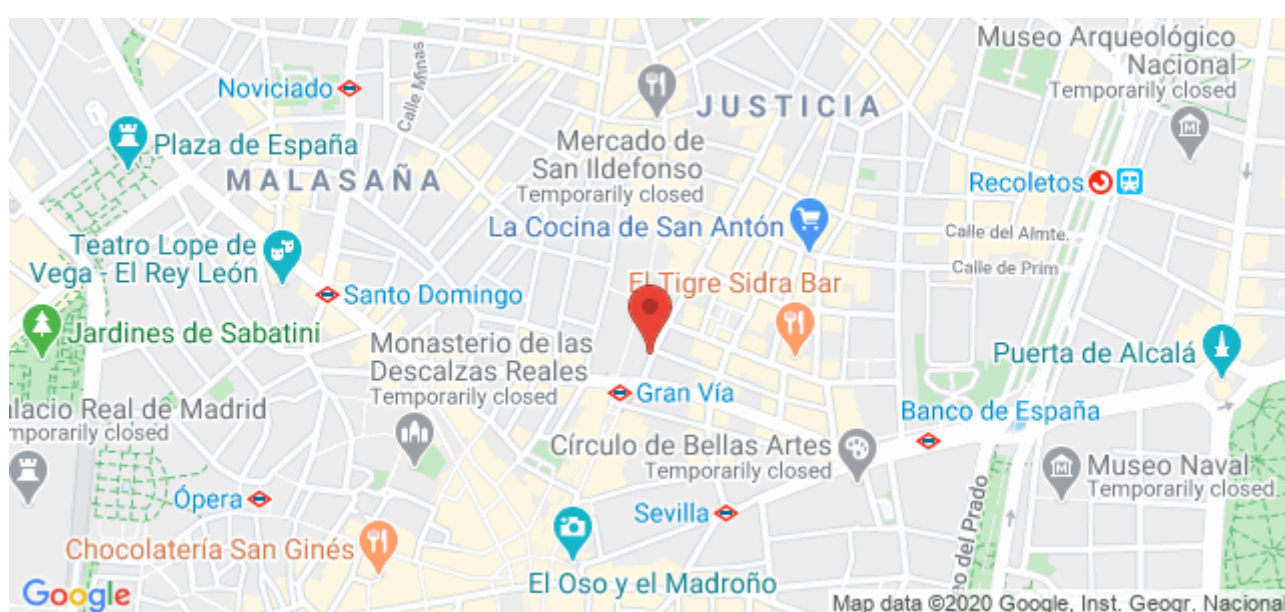 Museo Arqueológico
Nacional
Temporarily closed
Noviciado
Calle Minas
JUSTICIA
Plaza de España
Mercado de
San Ildefonso
Temporarily closed
MALASAÑA
Recoletos
La Cocina de San Antón
Calle del Almte.
Teatro Lope de
Vega - El Rey León
Calle de Prim
El Tigre Sidra Bar
Santo Domingo
Jardines de Sabatini
Monasterio de las
Descalzas Reales
Temporarily closed
Puerta de Alcalá
Gran Vía
lacio Real de Madrid
mporarily closed
Banco de España
Círculo de Bellas Artes
Temporarily closed
Museo Naval
Temporarily closed
Ópera
Sevilla
o del Prado
Chocolatería San Ginés
El Oso y el Madroño
Google
Map data ©2020 Google, Inst. Geogr. Nacional